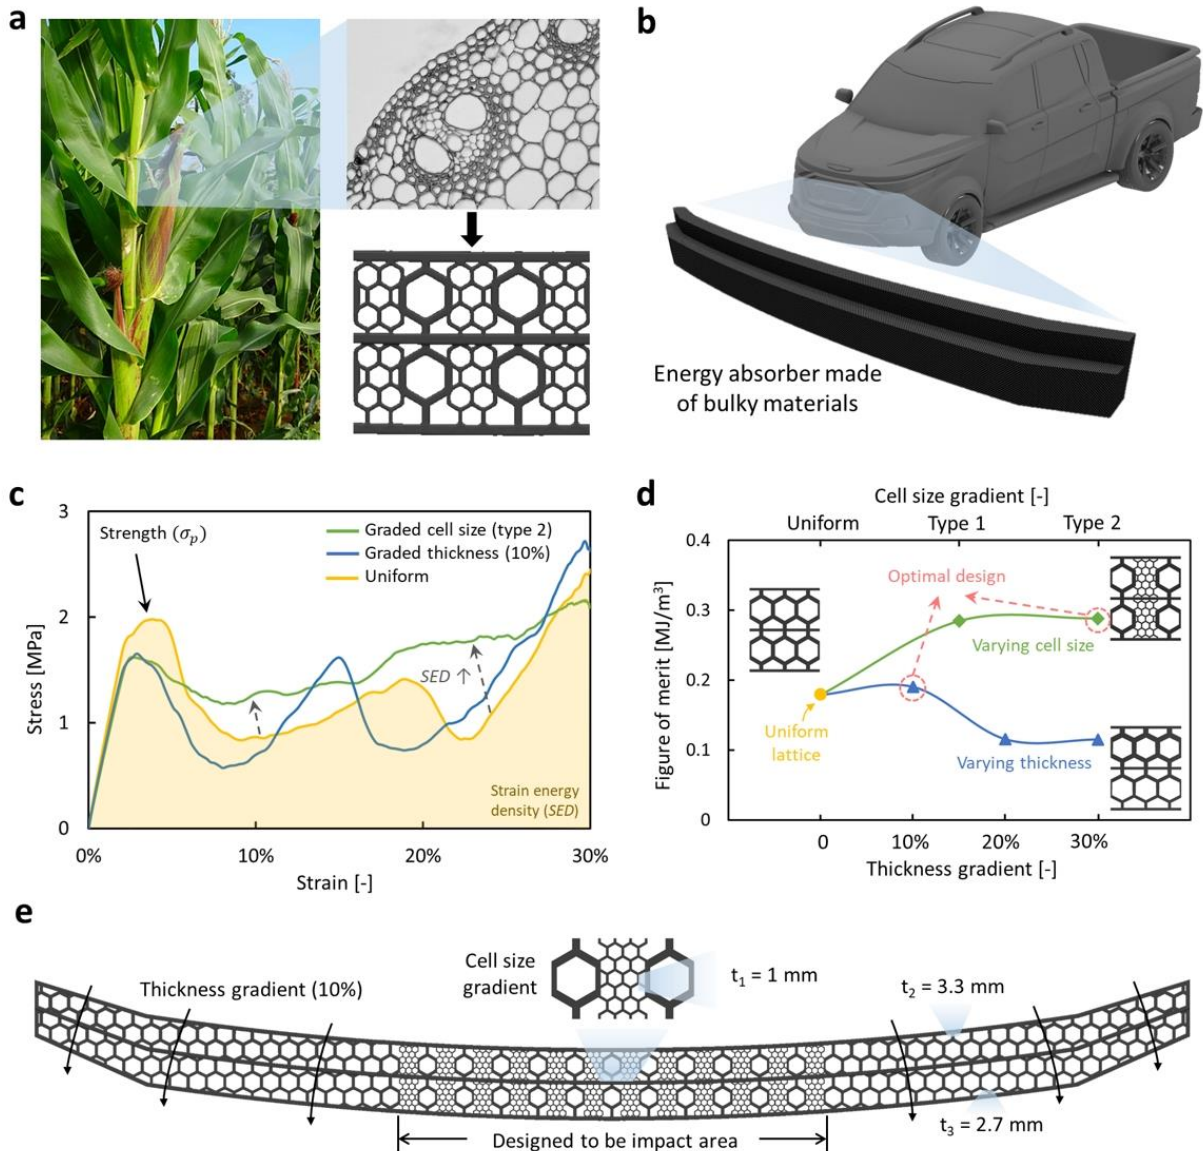 a
b
Energy absorber made
of bulky materials
c
3
2
1
0
Stress [MPa]
Strength (σₚ)
Graded cell size (type 2)
Graded thickness (10%)
Uniform
SED ↑
Strain energy
density (SED)
0%
10%
20%
30%
Strain [-]
d
Cell size gradient [-]
Uniform
Type 1
Type 2
0.4
0.3
0.2
0.1
0
Figure of merit [MJ/m³]
Optimal design
Varying cell size
Uniform
lattice
Varying thickness
0
10%
20%
30%
Thickness gradient [-]
e
Thickness gradient (10%)
Cell size
gradient
t₁ = 1 mm
t₂ = 3.3 mm
t₃ = 2.7 mm
Designed to be impact area